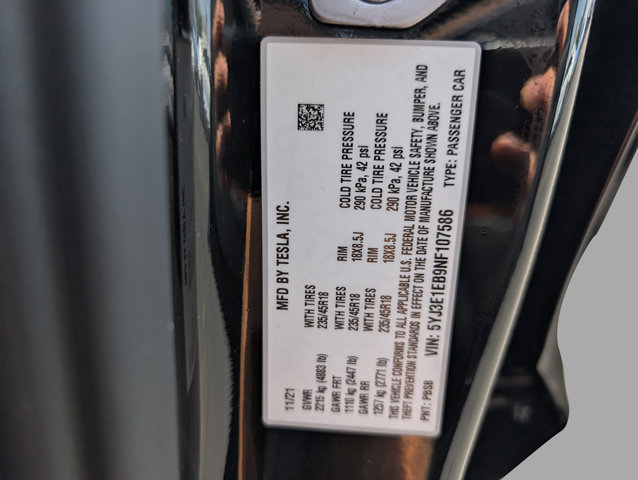 MFD BY TESLA, INC.
11/21
GVWR
2215 kg (4883 lb)
GAWR FRT WITH TIRES RIM COLD TIRE PRESSURE
1110 kg (2447 lb) 235/45R18 18X8.5J 290 kPa, 42 psi
GAWR RR WITH TIRES RIM COLD TIRE PRESSURE
1257 kg (2771 lb) 235/45R18 18X8.5J 290 kPa, 42 psi
THIS VEHICLE CONFORMS TO ALL APPLICABLE U.S. FEDERAL MOTOR VEHICLE SAFETY, BUMPER, AND
THEFT PREVENTION STANDARDS IN EFFECT ON THE DATE OF MANUFACTURE SHOWN ABOVE.
PNT: PBSB VIN: 5YJ3E1EB9NF107586 TYPE: PASSENGER CAR